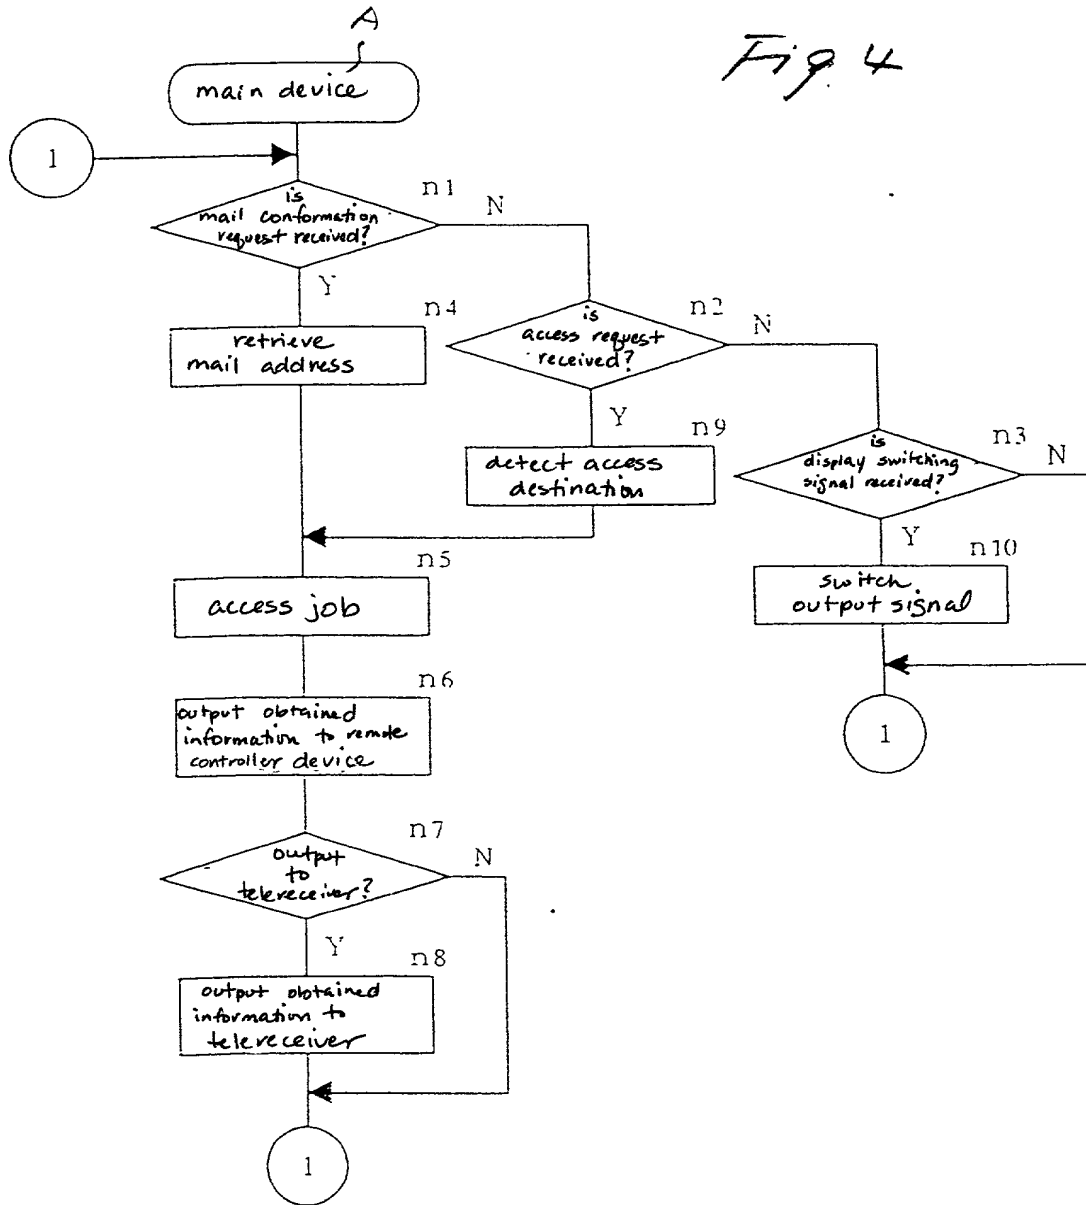 A
Fig. 4
main device
1
n1
is
mail conformation
request received?
N
Y
n4
retrieve
mail address
n2
is
access request
received?
N
Y
n9
detect access
destination
n3
is
display switching
signal received?
N
Y
n10
switch
output signal
1
n5
access job
n6
output obtained
information to remote
controller device
n7
output
to
telereceiver?
N
Y
n8
output obtained
information to
telereceiver
1